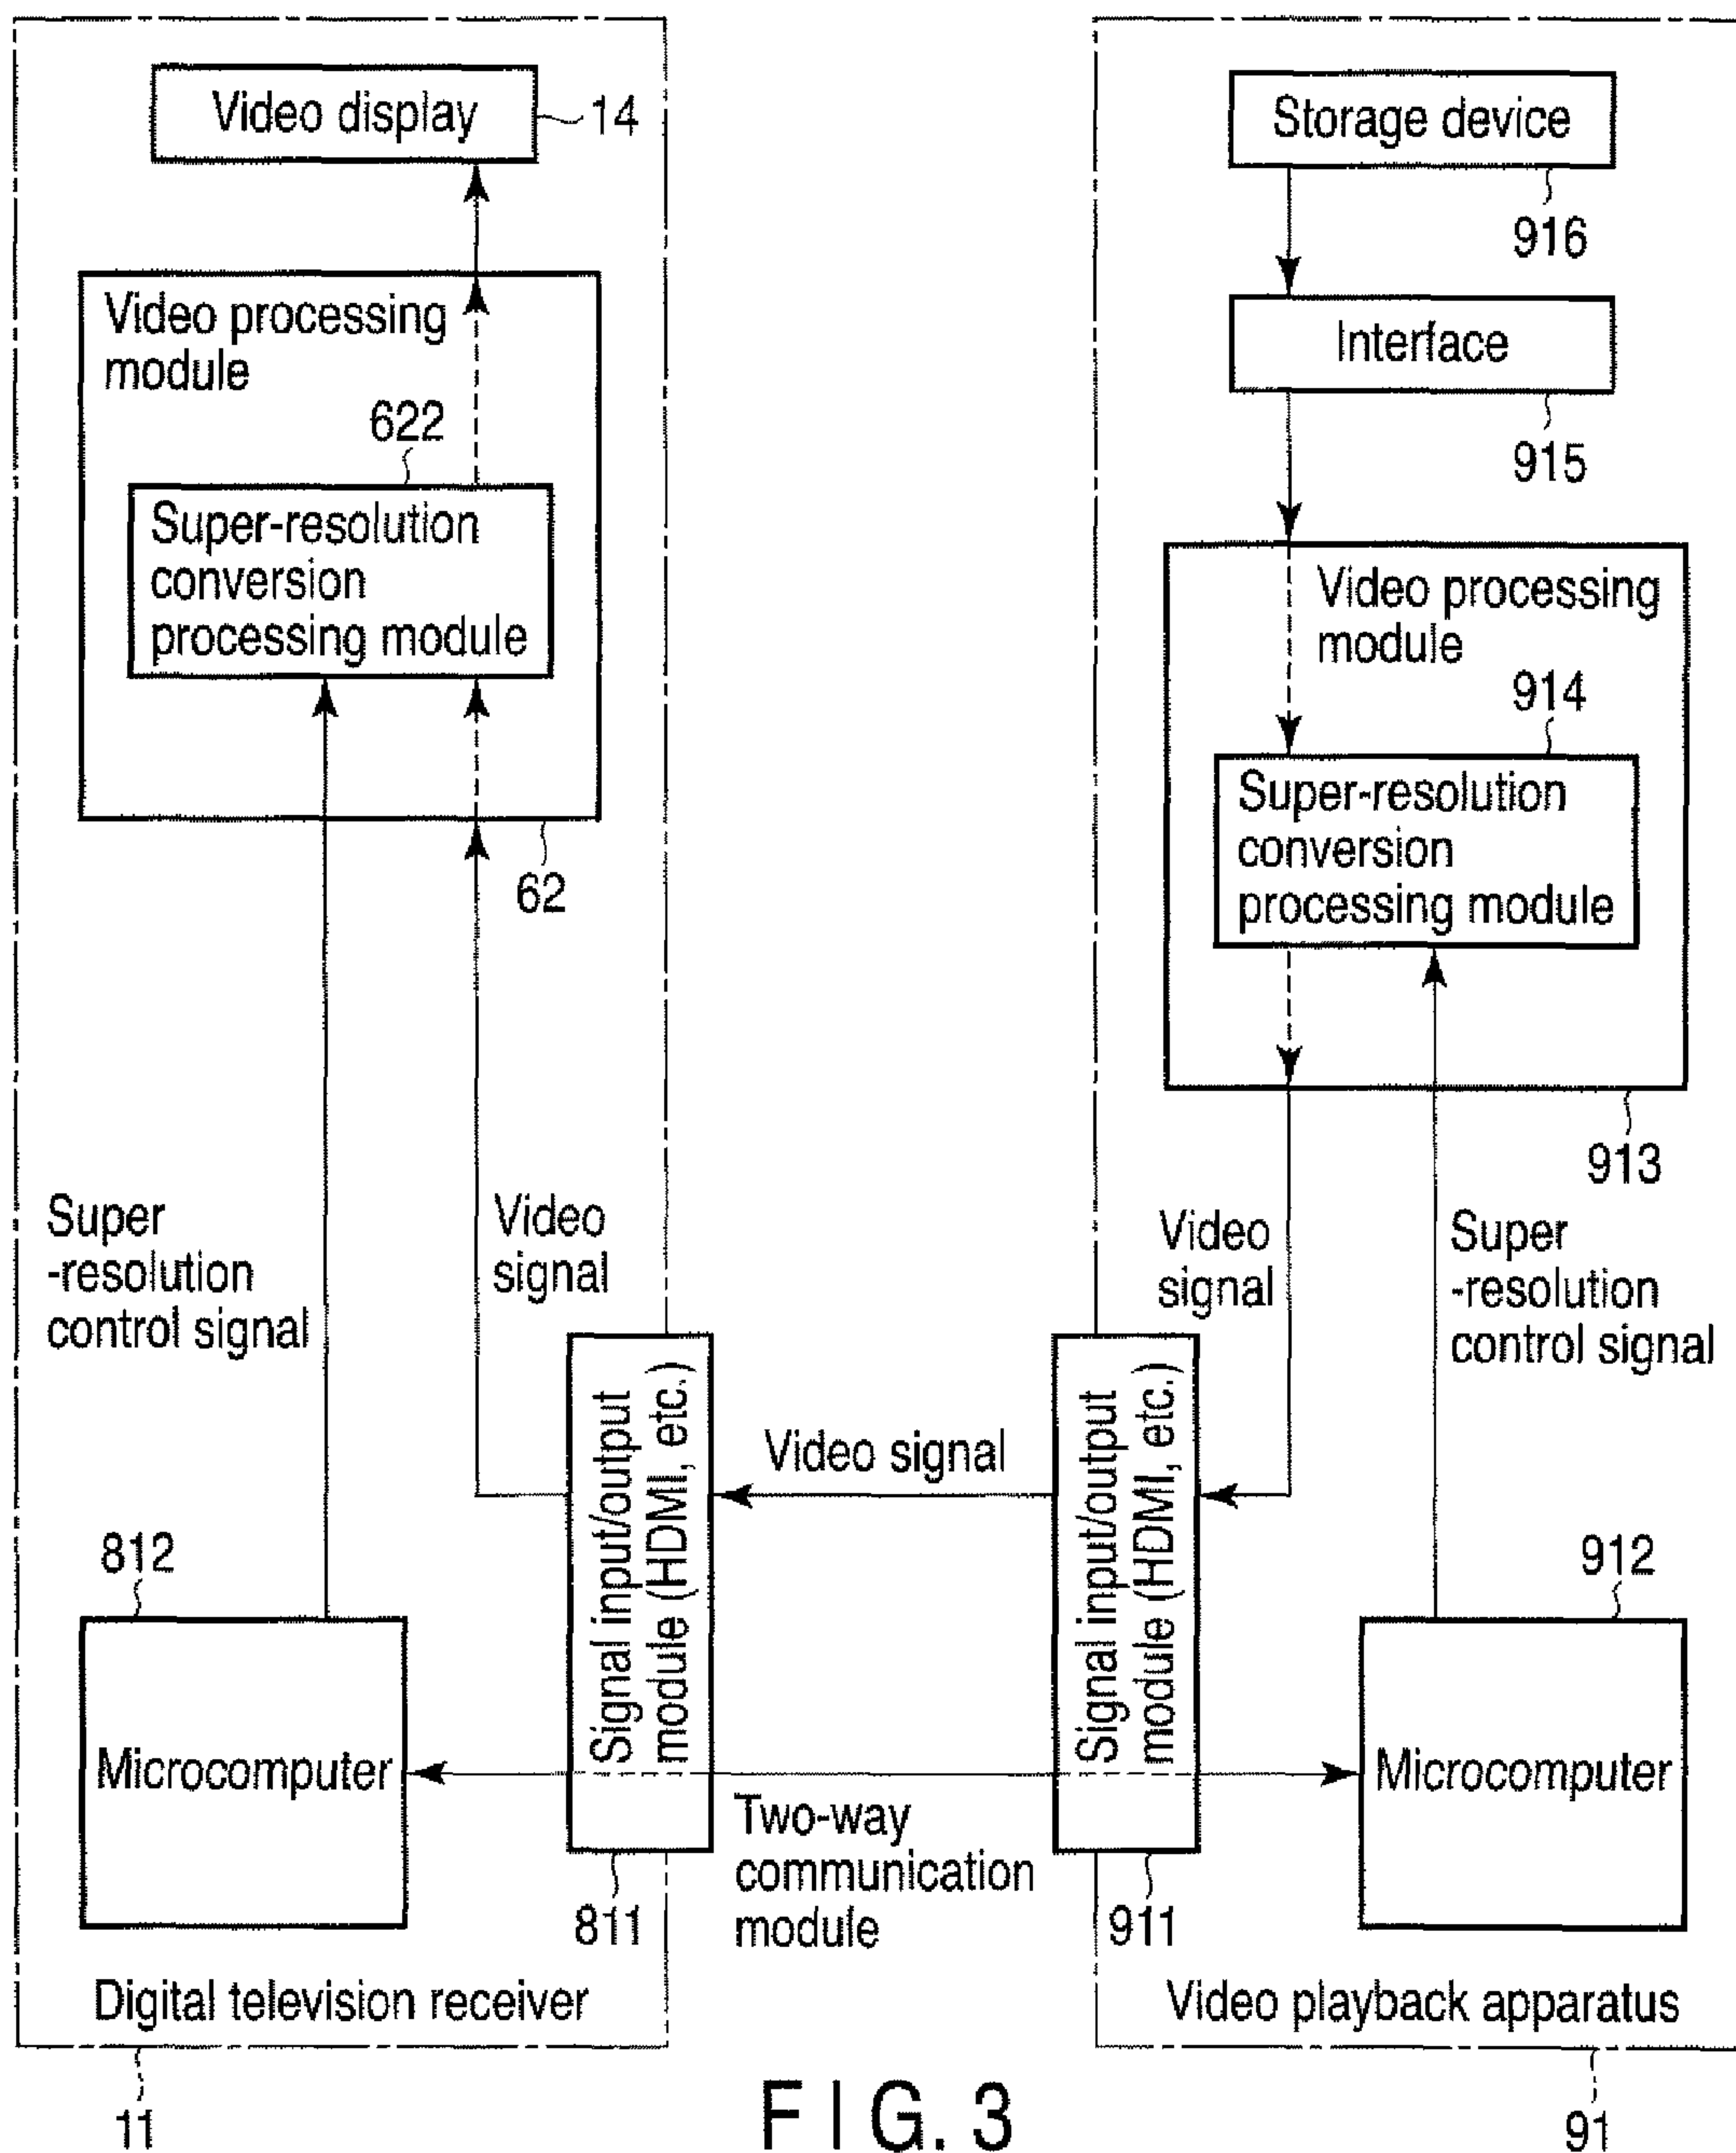 Video display
14
Video processing
module
622
Super-resolution
conversion
processing module
62
Super
-resolution
control signal
Video
signal
Signal input/output
module (HDMI, etc.)
812
Microcomputer
811
Digital television receiver
11
Video signal
Two-way
communication
module
Storage device
916
Interface
915
Video processing
module
914
Super-resolution
conversion
processing module
913
Video
signal
Super
-resolution
control signal
Signal input/output
module (HDMI, etc.)
912
Microcomputer
911
Video playback apparatus
91
FIG. 3